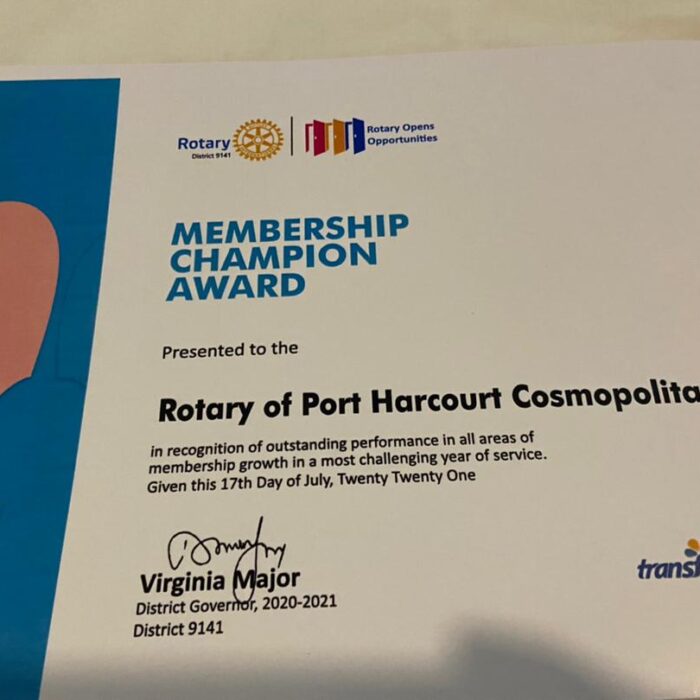 Rotary
District 9141
Rotary Opens
Opportunities
MEMBERSHIP
CHAMPION
AWARD
Presented to the
Rotary of Port Harcourt Cosmopolita
in recognition of outstanding performance in all areas of
membership growth in a most challenging year of service.
Given this 17th Day of July, Twenty Twenty One
Virginia Major
District Governor, 2020-2021
District 9141